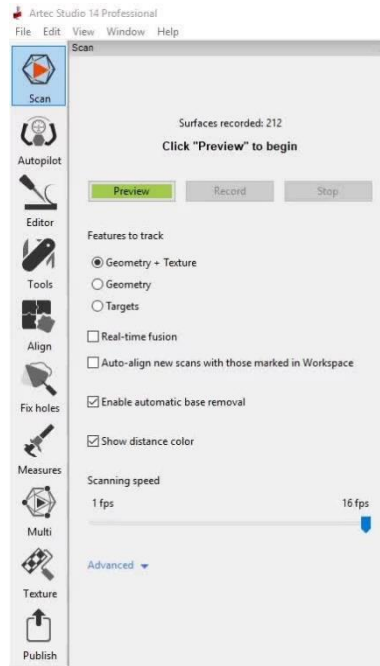 Artec Studio 14 Professional
File Edit View Window Help
Scan
Scan
Autopilot
Editor
Tools
Align
Fix holes
Measures
Multi
Texture
Publish
Surfaces recorded: 212
Click "Preview" to begin
Preview Record Stop
Features to track
Geometry + Texture
Geometry
Targets
Real-time fusion
Auto-align new scans with those marked in Workspace
Enable automatic base removal
Show distance color
Scanning speed
1 fps 16 fps
Advanced